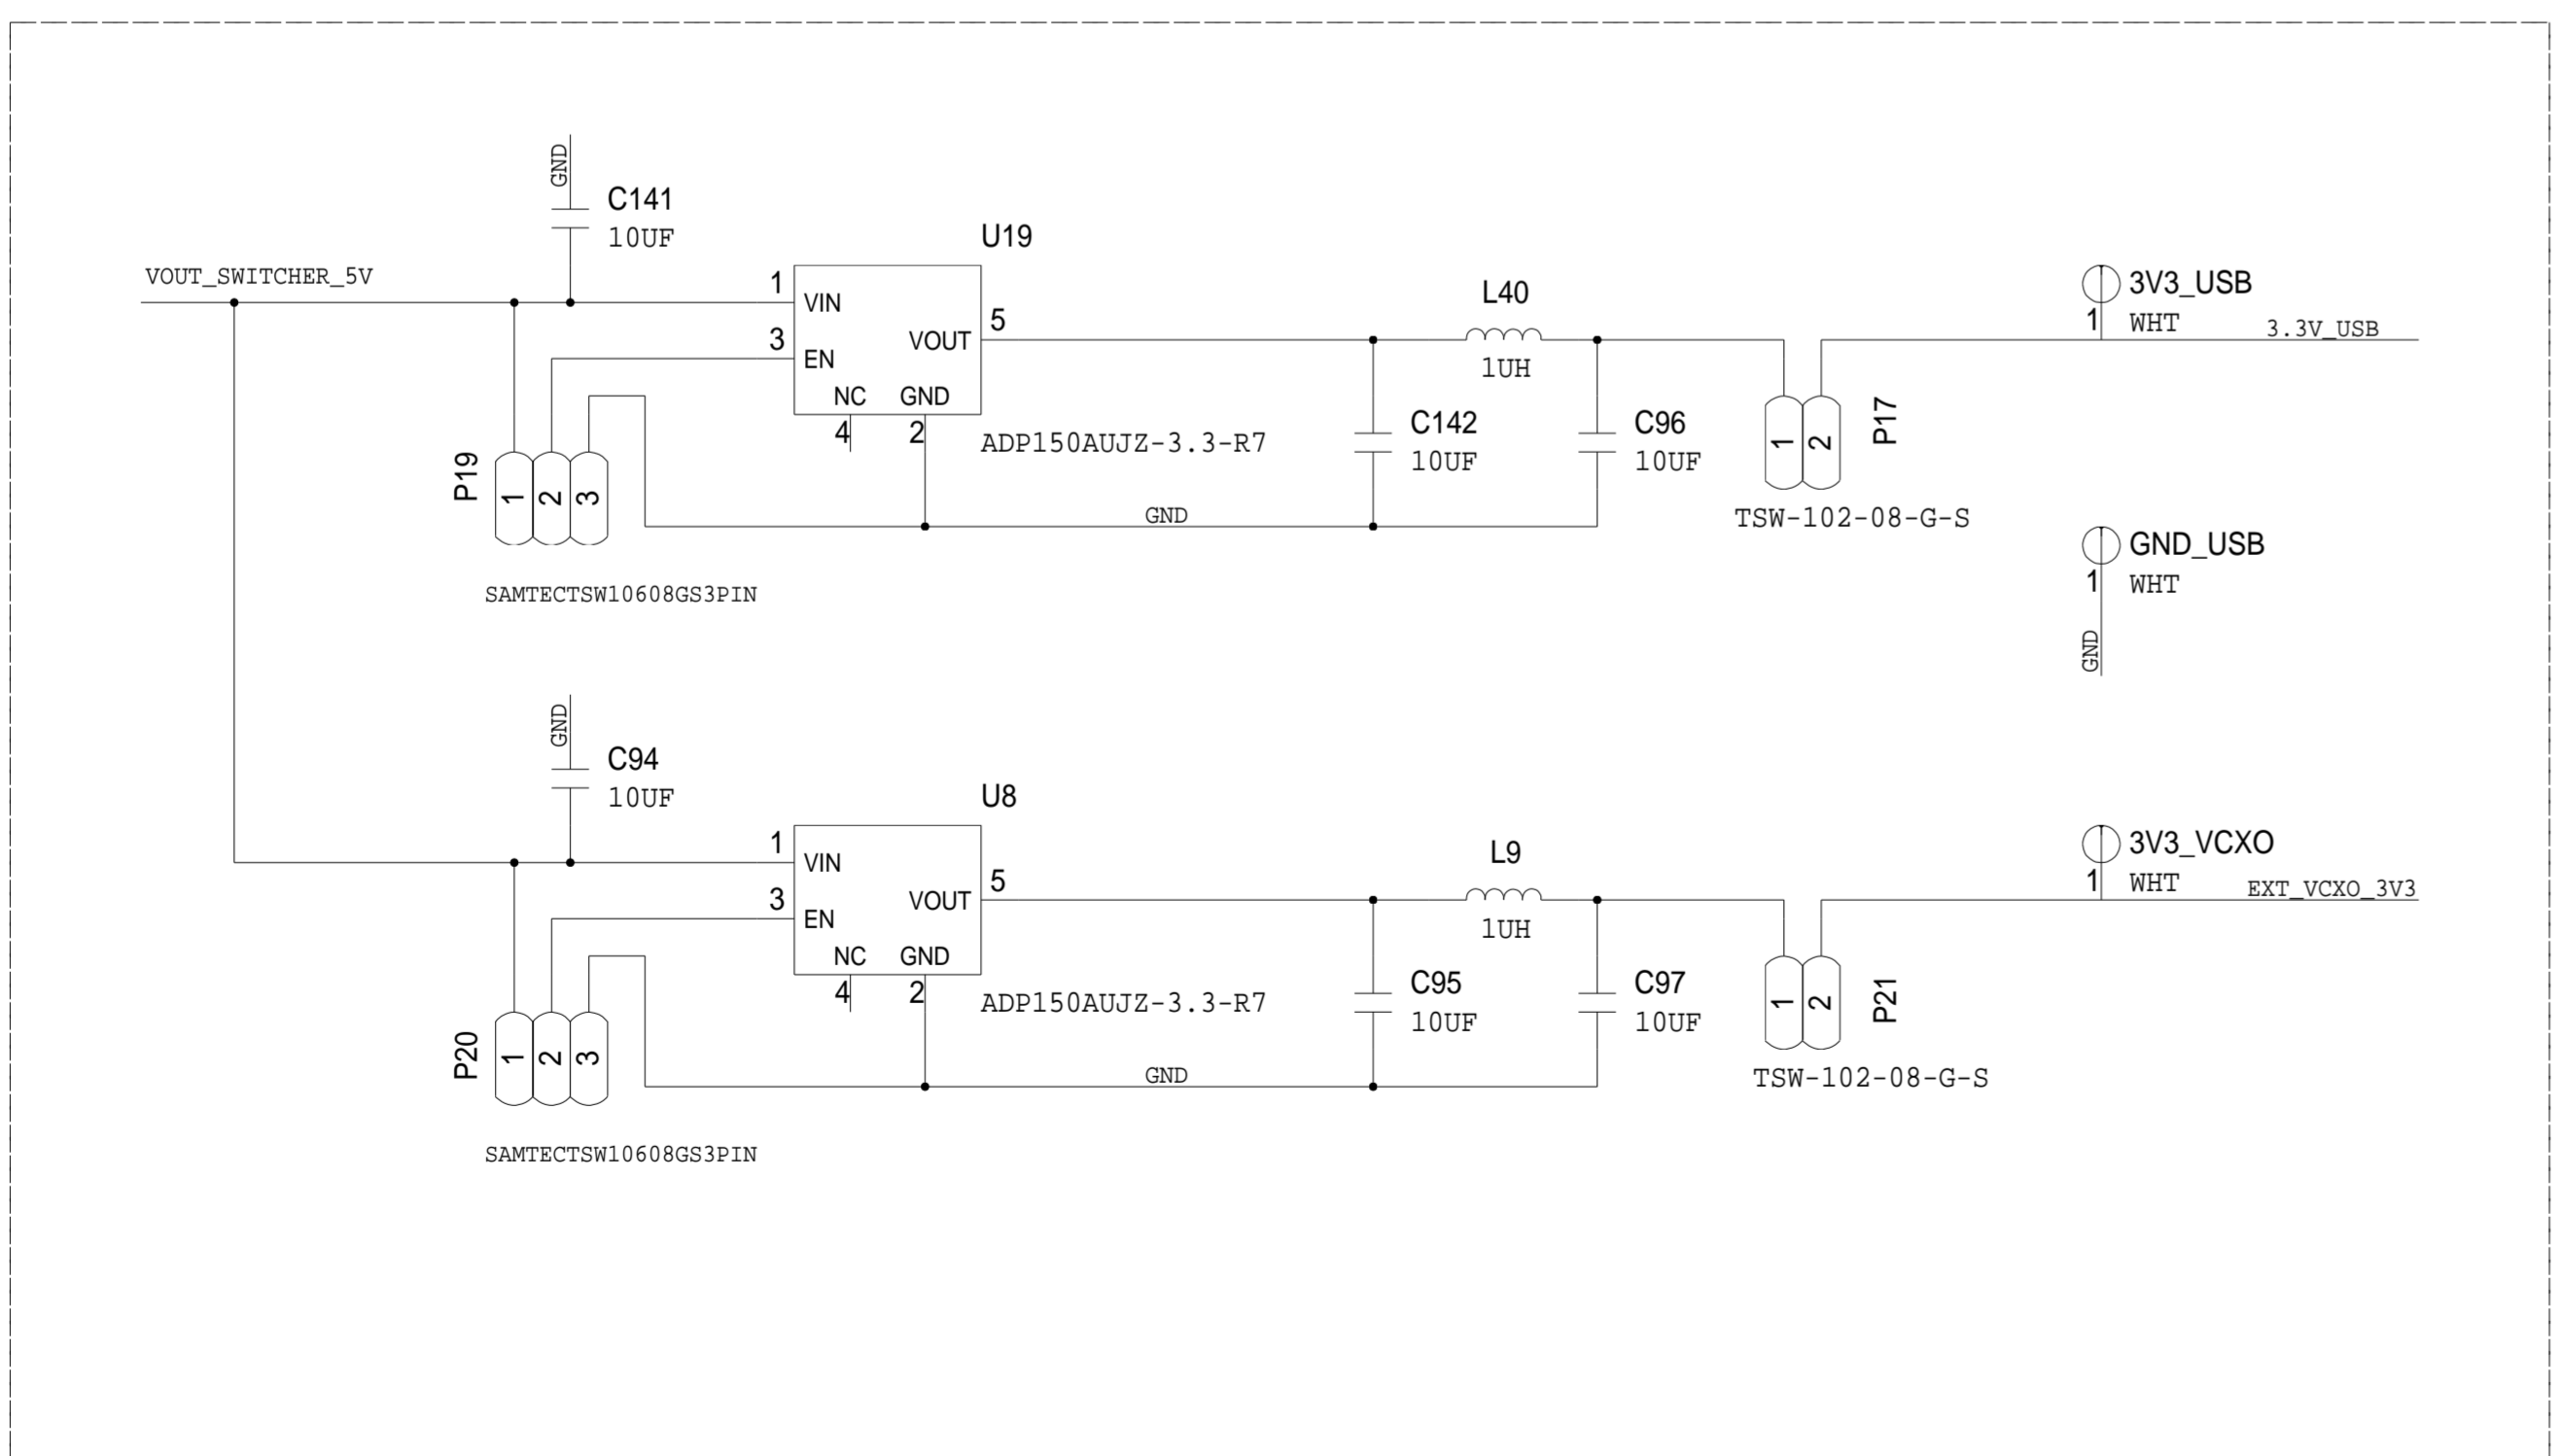 GND
C141
10UF
VOUT_SWITCHER_5V
U19
1
VIN
3
EN
VOUT
5
NC
GND
4
2
ADP150AUJZ-3.3-R7
L40
1UH
C142
10UF
C96
10UF
3V3_USB
1
WHT
3.3V_USB
P17
1
2
TSW-102-08-G-S
P19
1
2
3
GND
SAMTECTSW10608GS3PIN
GND_USB
1
WHT
GND
GND
C94
10UF
U8
1
VIN
3
EN
VOUT
5
NC
GND
4
2
ADP150AUJZ-3.3-R7
L9
1UH
C95
10UF
C97
10UF
3V3_VCXO
1
WHT
EXT_VCXO_3V3
P21
1
2
TSW-102-08-G-S
P20
1
2
3
GND
SAMTECTSW10608GS3PIN